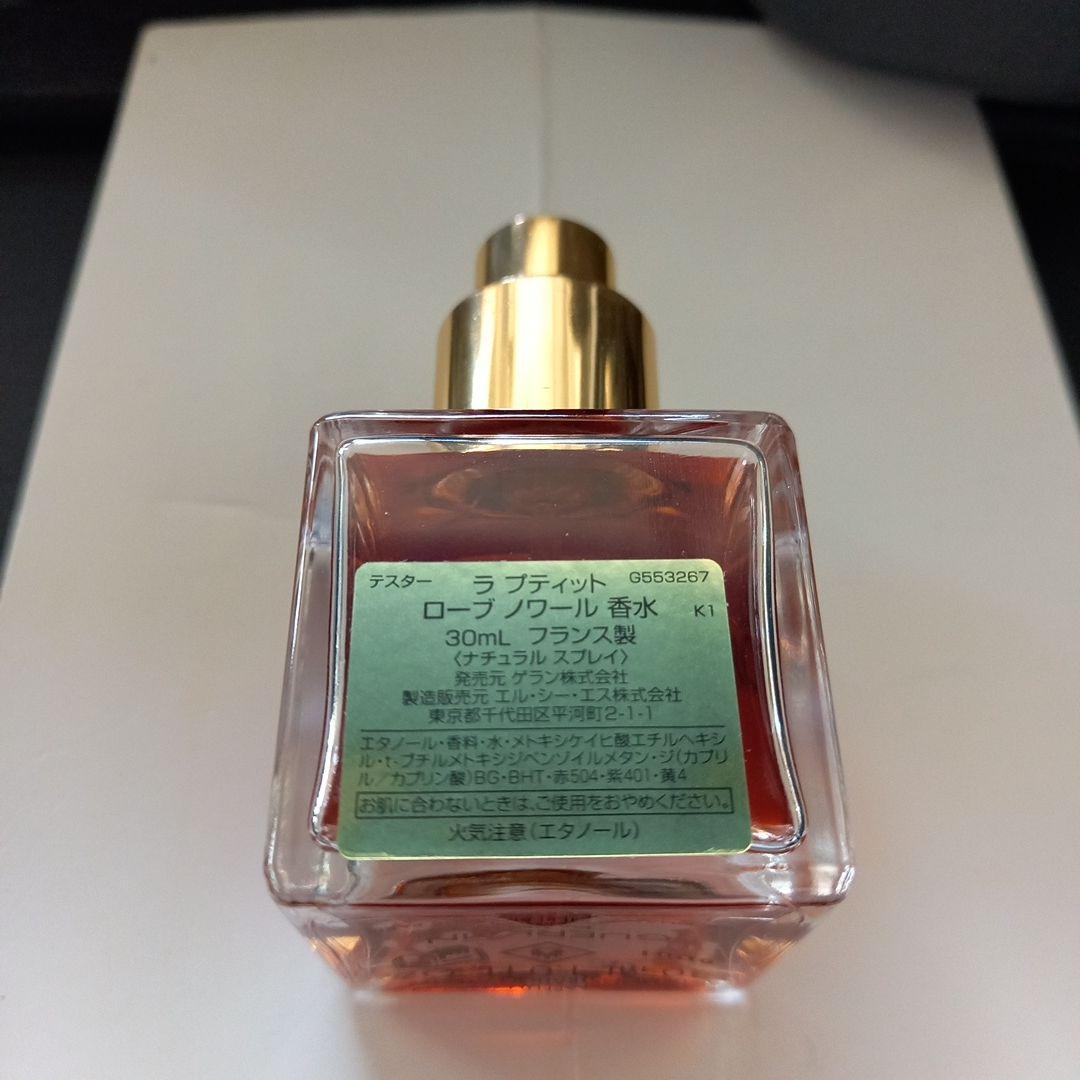 テスター ラ プティット G553267
ローブ ノワール 香水 K1
30mL フランス製
〈ナチュラル スプレイ〉
発売元 ゲラン株式会社
製造販売元 エル・シー・エス株式会社
東京都千代田区平河町2-1-1
エタノール・香料・水・メトキシケイヒ酸エチルヘキシ
ル・t-ブチルメトキシジベンゾイルメタン・ジ(カプリ
ル/カプリン酸)BG・BHT・赤504・紫401・黄4
お肌に合わないときは、ご使用をおやめください。
火気注意(エタノール)